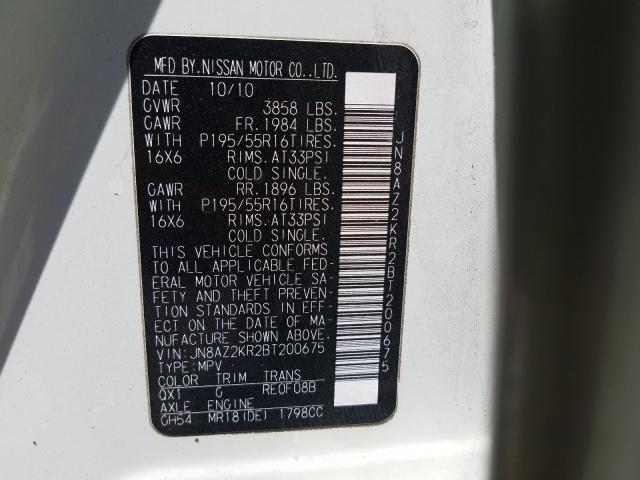 MFD BY.NISSAN MOTOR CO.,LTD.
DATE 10/10
GVWR 3858 LBS.
GAWR FR.1984 LBS.
WITH P195/55R16TIRES.
16X6 RIMS.AT33PSI
COLD SINGLE.
GAWR RR.1896 LBS.
WITH P195/55R16TIRES.
16X6 RIMS.AT33PSI
COLD SINGLE.
THIS VEHICLE CONFORMS
TO ALL APPLICABLE FED-
ERAL MOTOR VEHICLE SA-
FETY AND THEFT PREVEN-
TION STANDARDS IN EFF-
ECT ON THE DATE OF MA-
NUFACTURE SHOWN ABOVE.
VIN:JN8AZ2KR2BT200675
TYPE:MPV
COLOR TRIM TRANS
QX1 G RE0F08B
AXLE ENGINE
GH54 MR18(DE) 1798CC
JN8AZ2KR2BT200675